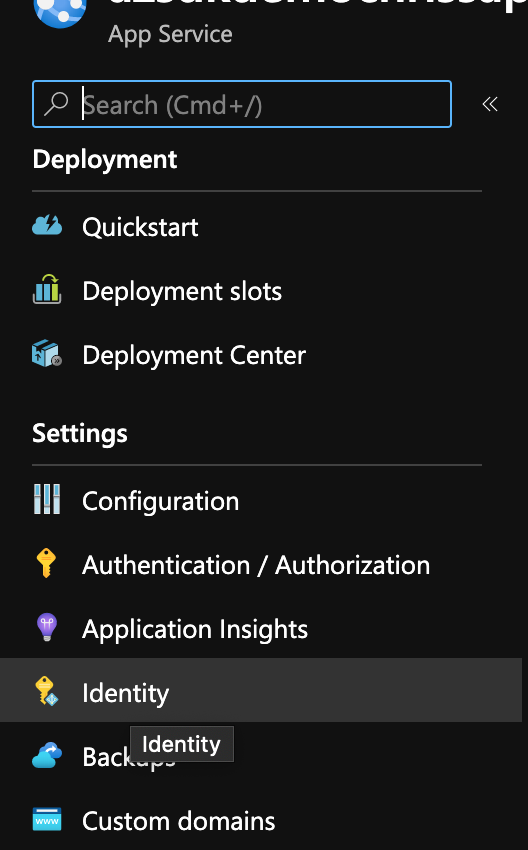 App Service
Search (Cmd+/)
Deployment
Quickstart
Deployment slots
Deployment Center
Settings
Configuration
Authentication / Authorization
Application Insights
Identity
Identity
Backups
Custom domains